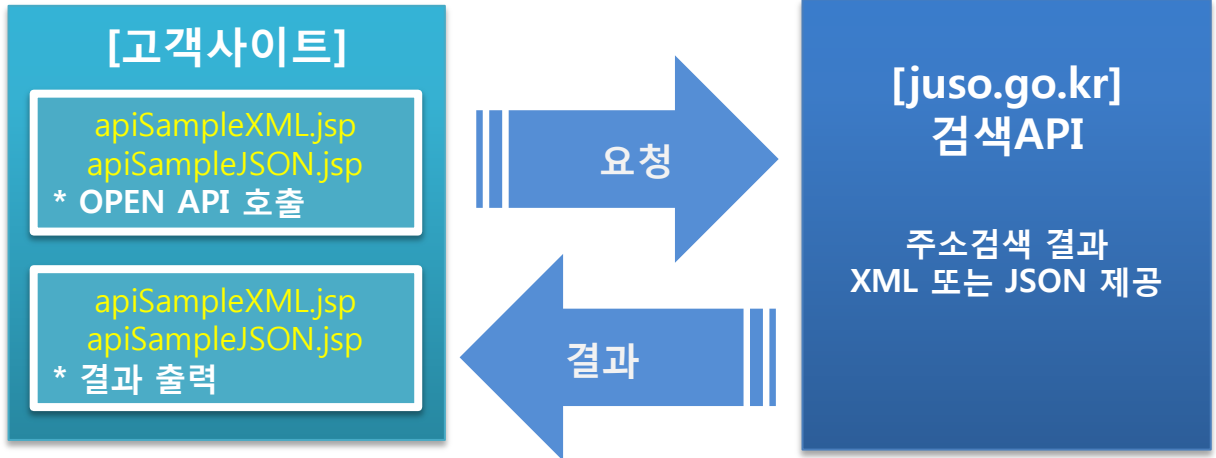 [고객사이트]
apiSampleXML.jsp
apiSampleJSON.jsp
* OPEN API 호출
apiSampleXML.jsp
apiSampleJSON.jsp
* 결과 출력
요청
결과
[juso.go.kr]
검색API
주소검색 결과
XML 또는 JSON 제공